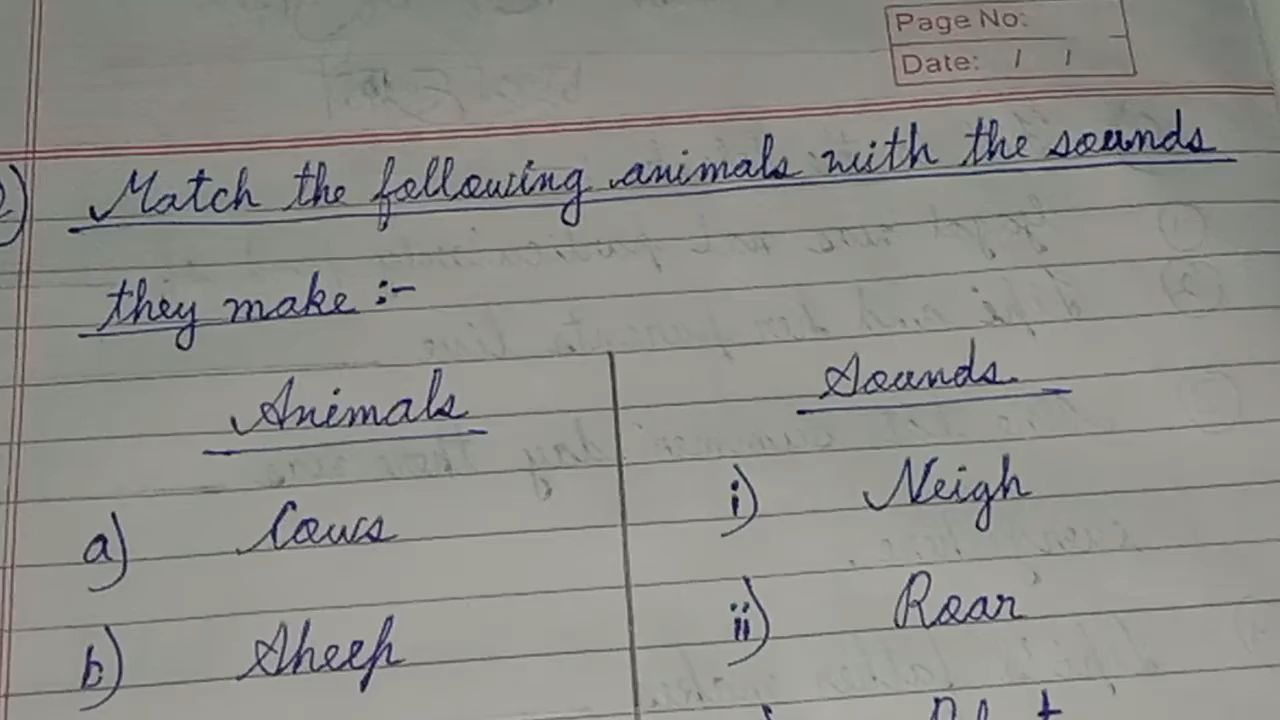 Page No:
Date: / /
Match the following animals with the sounds
they make :-
Animals Sounds
a) Cows i) Neigh
b) Sheep ii) Roar